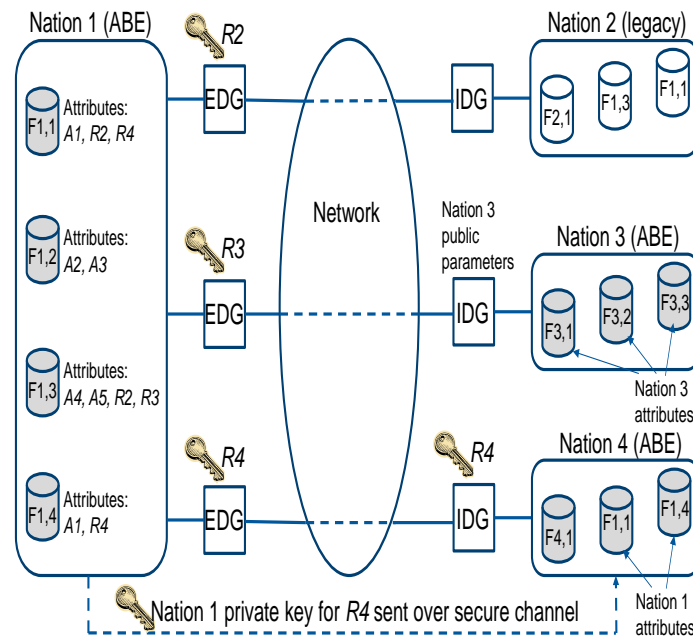 Nation 1 (ABE)
R2
Nation 2 (legacy)
EDG
IDG
F2,1
F1,3
F1,1
F1,1
Attributes:
A1, R2, R4
Network
Nation 3
public
parameters
R3
Nation 3 (ABE)
F1,2
Attributes:
A2, A3
EDG
IDG
F3,1
F3,2
F3,3
F1,3
Attributes:
A4, A5, R2, R3
Nation 3
attributes
R4
R4
Nation 4 (ABE)
F1,4
Attributes:
A1, R4
EDG
IDG
F4,1
F1,1
F1,4
Nation 1 private key for R4 sent over secure channel
Nation 1
attributes